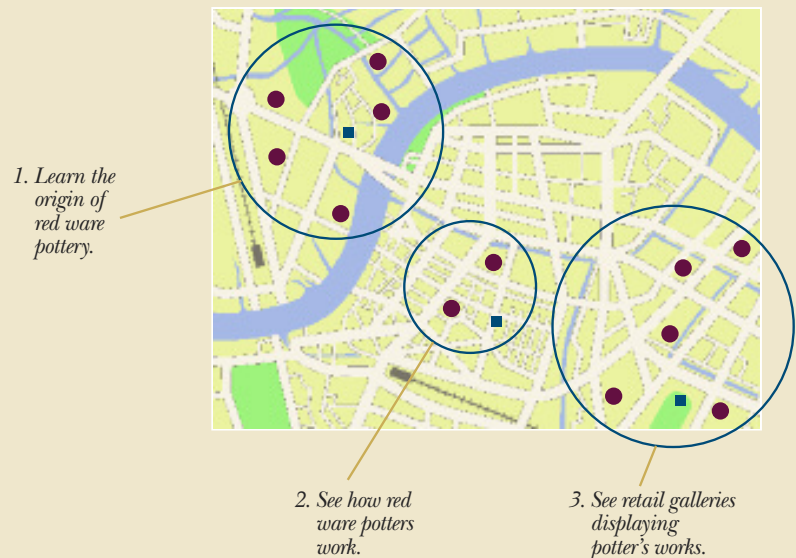 1. Learn the
origin of
red ware
pottery.
2. See how red
ware potters
work.
3. See retail galleries
displaying
potter's works.